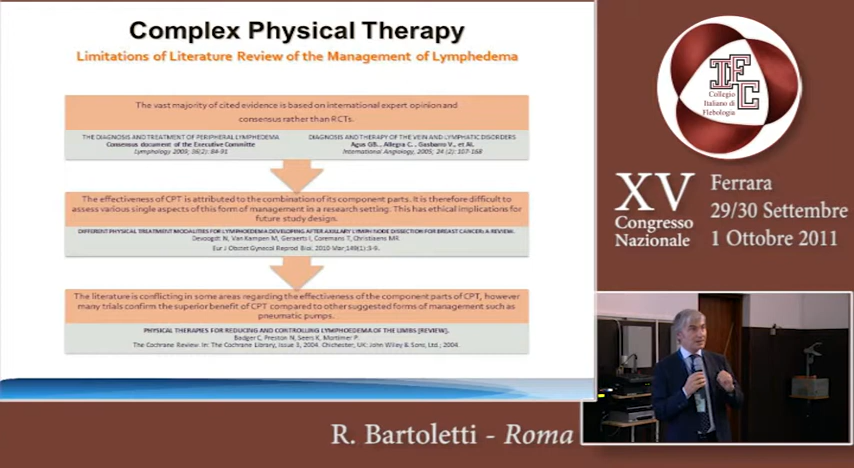 Complex Physical Therapy
Limitations of Literature Review of the Management of Lymphedema
The vast majority of cited evidence is based on international expert opinion and
consensus rather than RCTs.
THE DIAGNOSIS AND TREATMENT OF PERIPHERAL LYMPHEDEMA
Consensus document of the Executive Committe
Lymphology 2003; 36(2): 84-91
DIAGNOSIS AND THERAPY OF THE VEIN AND LYMPHATIC DISORDERS
Agus GB., Allegra C., Gasbarro V., et AL
International Angiology, 2005; 24 (2): 107-168
The effectiveness of CPT is attributed to the combination of its component parts. It is therefore difficult to
assess various single aspects of this form of management in a research setting. This has ethical implications for
future study design.
DIFFERENT PHYSICAL TREATMENT MODALITIES FOR LYMPHOEDEMA DEVELOPING AFTER AXILLARY LYMPH NODE DISSECTION FOR BREAST CANCER: A REVIEW.
Devoogdt N, Van Kampen M, Geraerts I, Coremans T, Christiaens MR.
Eur J Obstet Gynecol Reprod Biol. 2010 Mar;149(1):3-9.
The literature is conflicting in some areas regarding the effectiveness of the component parts of CPT, however
many trials confirm the superior benefit of CPT compared to other suggested forms of management such as
pneumatic pumps.
PHYSICAL THERAPIES FOR REDUCING AND CONTROLLING LYMPHOEDEMA OF THE LIMBS (REVIEW).
Badger C, Preston N, Seers K, Mortimer P.
The Cochrane Review. In: The Cochrane Library, Issue 3, 2004. Chichester, UK: John Wiley & Sons, Ltd.; 2004.
IFC
Collegio
Italiano di
Flebologia
XV
Congresso
Nazionale
Ferrara
29/30 Settembre
1 Ottobre 2011
R. Bartoletti - Roma